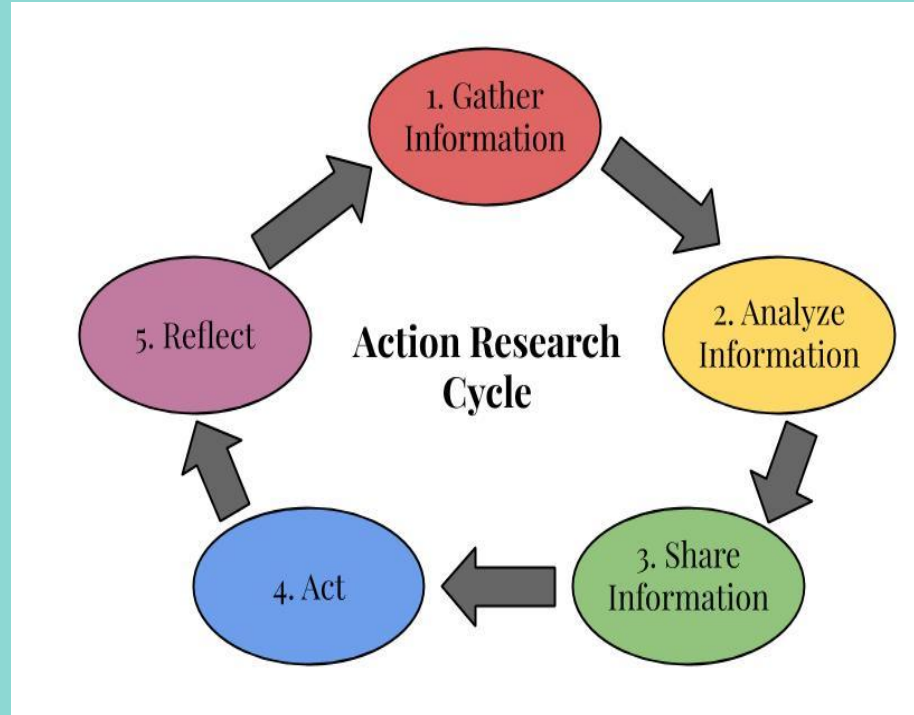 1. Gather
Information
2. Analyze
Information
3. Share
Information
4. Act
5. Reflect
Action Research
Cycle